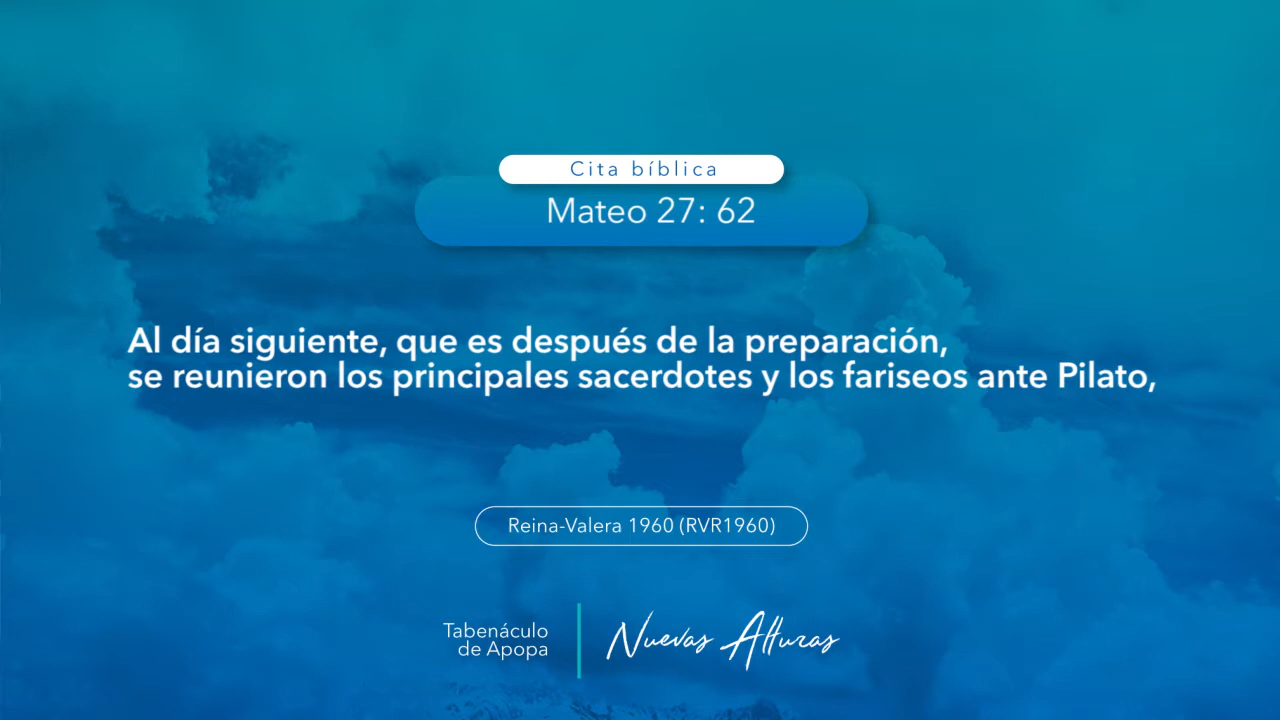 Cita bíblica
Mateo 27: 62
Al día siguiente, que es después de la preparación,
se reunieron los principales sacerdotes y los fariseos ante Pilato,
Reina-Valera 1960 (RVR1960)
Tabenáculo
de Apopa
Nuevas Alturas